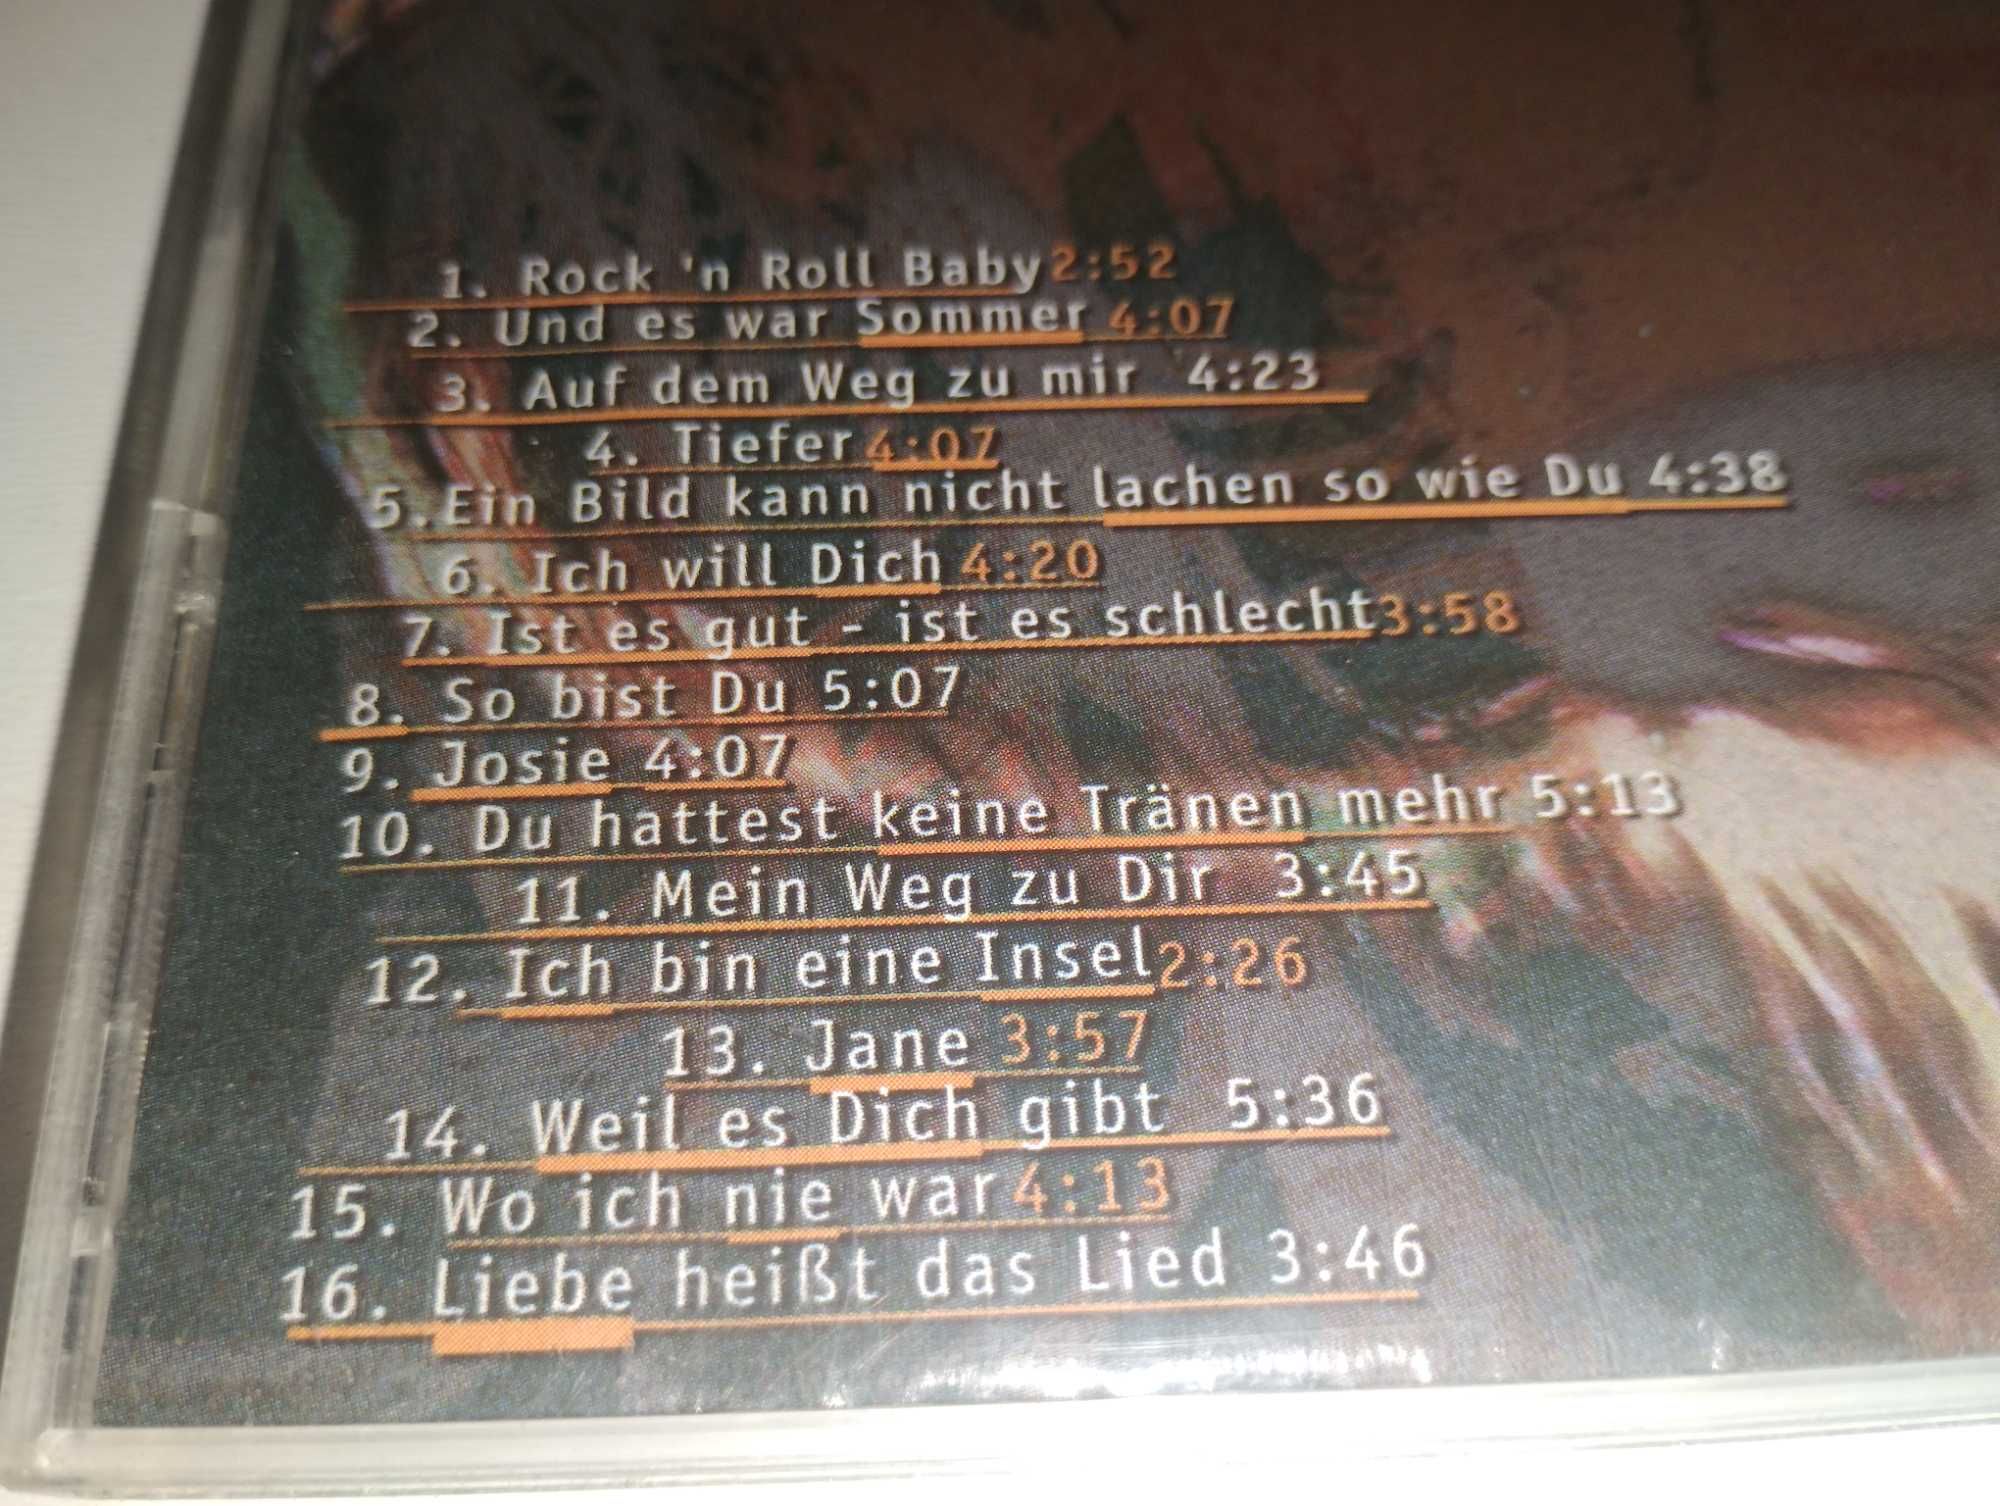 1. Rock 'n Roll Baby 2:52
2. Und es war Sommer 4:07
3. Auf dem Weg zu mir 4:23
4. Tiefer 4:07
5.Ein Bild kann nicht lachen so wie Du 4:38
6. Ich will Dich 4:20
7. Ist es gut - ist es schlecht 3:58
8. So bist Du 5:07
9. Josie 4:07
10. Du hattest keine Tränen mehr 5:13
11. Mein Weg zu Dir 3:45
12. Ich bin eine Insel 2:26
13. Jane 3:57
14. Weil es Dich gibt 5:36
15. Wo ich nie war 4:13
16. Liebe heißt das Lied 3:46